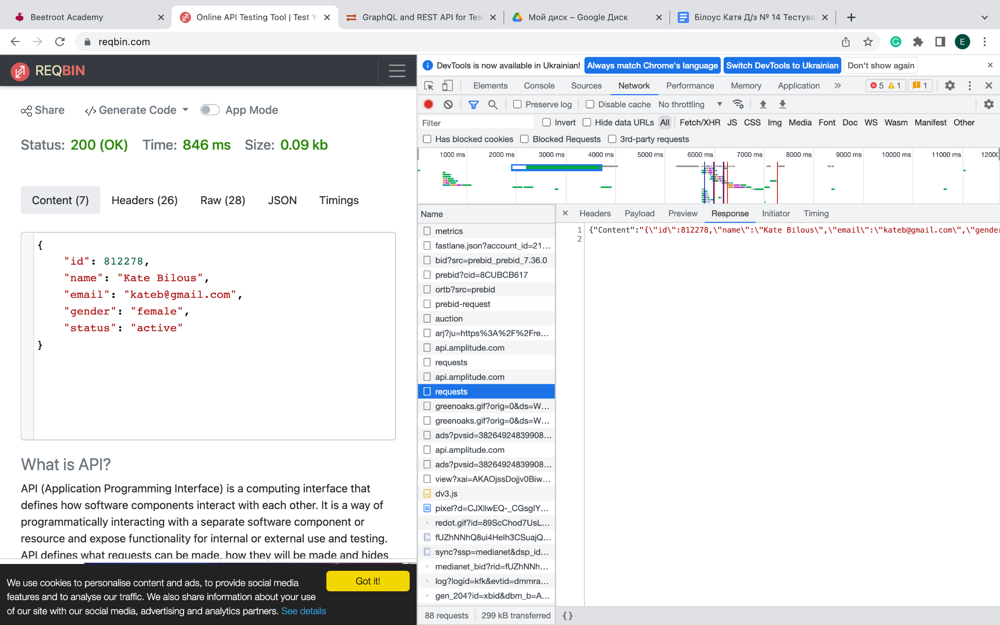 Beetroot Academy
Online API Testing Tool | Test Y
GraphQL and REST API for Test
Мой диск – Google Диск
Білоус Катя Д/з № 14 Тестува
reqbin.com
E
REQBIN
Share
</> Generate Code
App Mode
Status: 200 (OK) Time: 846 ms Size: 0.09 kb
Content (7)
Headers (26)
Raw (28)
JSON
Timings
{
"id": 812278,
"name": "Kate Bilous",
"email": "kateb@gmail.com",
"gender": "female",
"status": "active"
}
What is API?
API (Application Programming Interface) is a computing interface that
defines how software components interact with each other. It is a way of
programmatically interacting with a separate software component or
resource and expose functionality for internal or external use and testing.
API defines what requests can be made, how they will be made and hides
We use cookies to personalise content and ads, to provide social media
features and to analyse our traffic. We also share information about your use
of our site with our social media, advertising and analytics partners. See details
Got it!
DevTools is now available in Ukrainian!
Always match Chrome's language
Switch DevTools to Ukrainian
Don't show again
Elements
Console
Sources
Network
Performance
Memory
Application
5
1
1
Preserve log
Disable cache
No throttling
Filter
Invert
Hide data URLs
All
Fetch/XHR
JS
CSS
Img
Media
Font
Doc
WS
Wasm
Manifest
Other
Has blocked cookies
Blocked Requests
3rd-party requests
1000 ms
2000 ms
3000 ms
4000 ms
5000 ms
6000 ms
7000 ms
8000 ms
9000 ms
10000 ms
11000 ms
Name
metrics
fastlane.json?account_id=21...
bid?src=prebid_prebid_7.36.0
prebid?cid=8CUBCB617
ortb?src=prebid
prebid-request
auction
arj?ju=https%3A%2F%2Fre...
api.amplitude.com
requests
api.amplitude.com
requests
greenoaks.gif?orig=0&ds=W...
greenoaks.gif?orig=0&ds=W...
ads?pvsid=38264924839908...
api.amplitude.com
ads?pvsid=38264924839908...
view?xai=AKAOjssDojjv0Biw...
dv3.js
pixel?d=CJXIlwEQ-_CGsglY...
redot.gif?id=89ScChod7UsL...
fUZhNNhQ8ui4HeIh3CSuajQ...
sync?ssp=medianet&dsp_id...
medianet_bid?rid=fUZhNNh...
log?logid=kfk&evtid=dmmra...
gen_204?id=xbid&dbm_b=A...
88 requests
299 kB transferred
Headers
Payload
Preview
Response
Initiator
Timing
1 {"Content":"{\"id\":812278,\"name\":\"Kate Bilous\",\"email\":\"kateb@gmail.com\",\"gende
2
{}